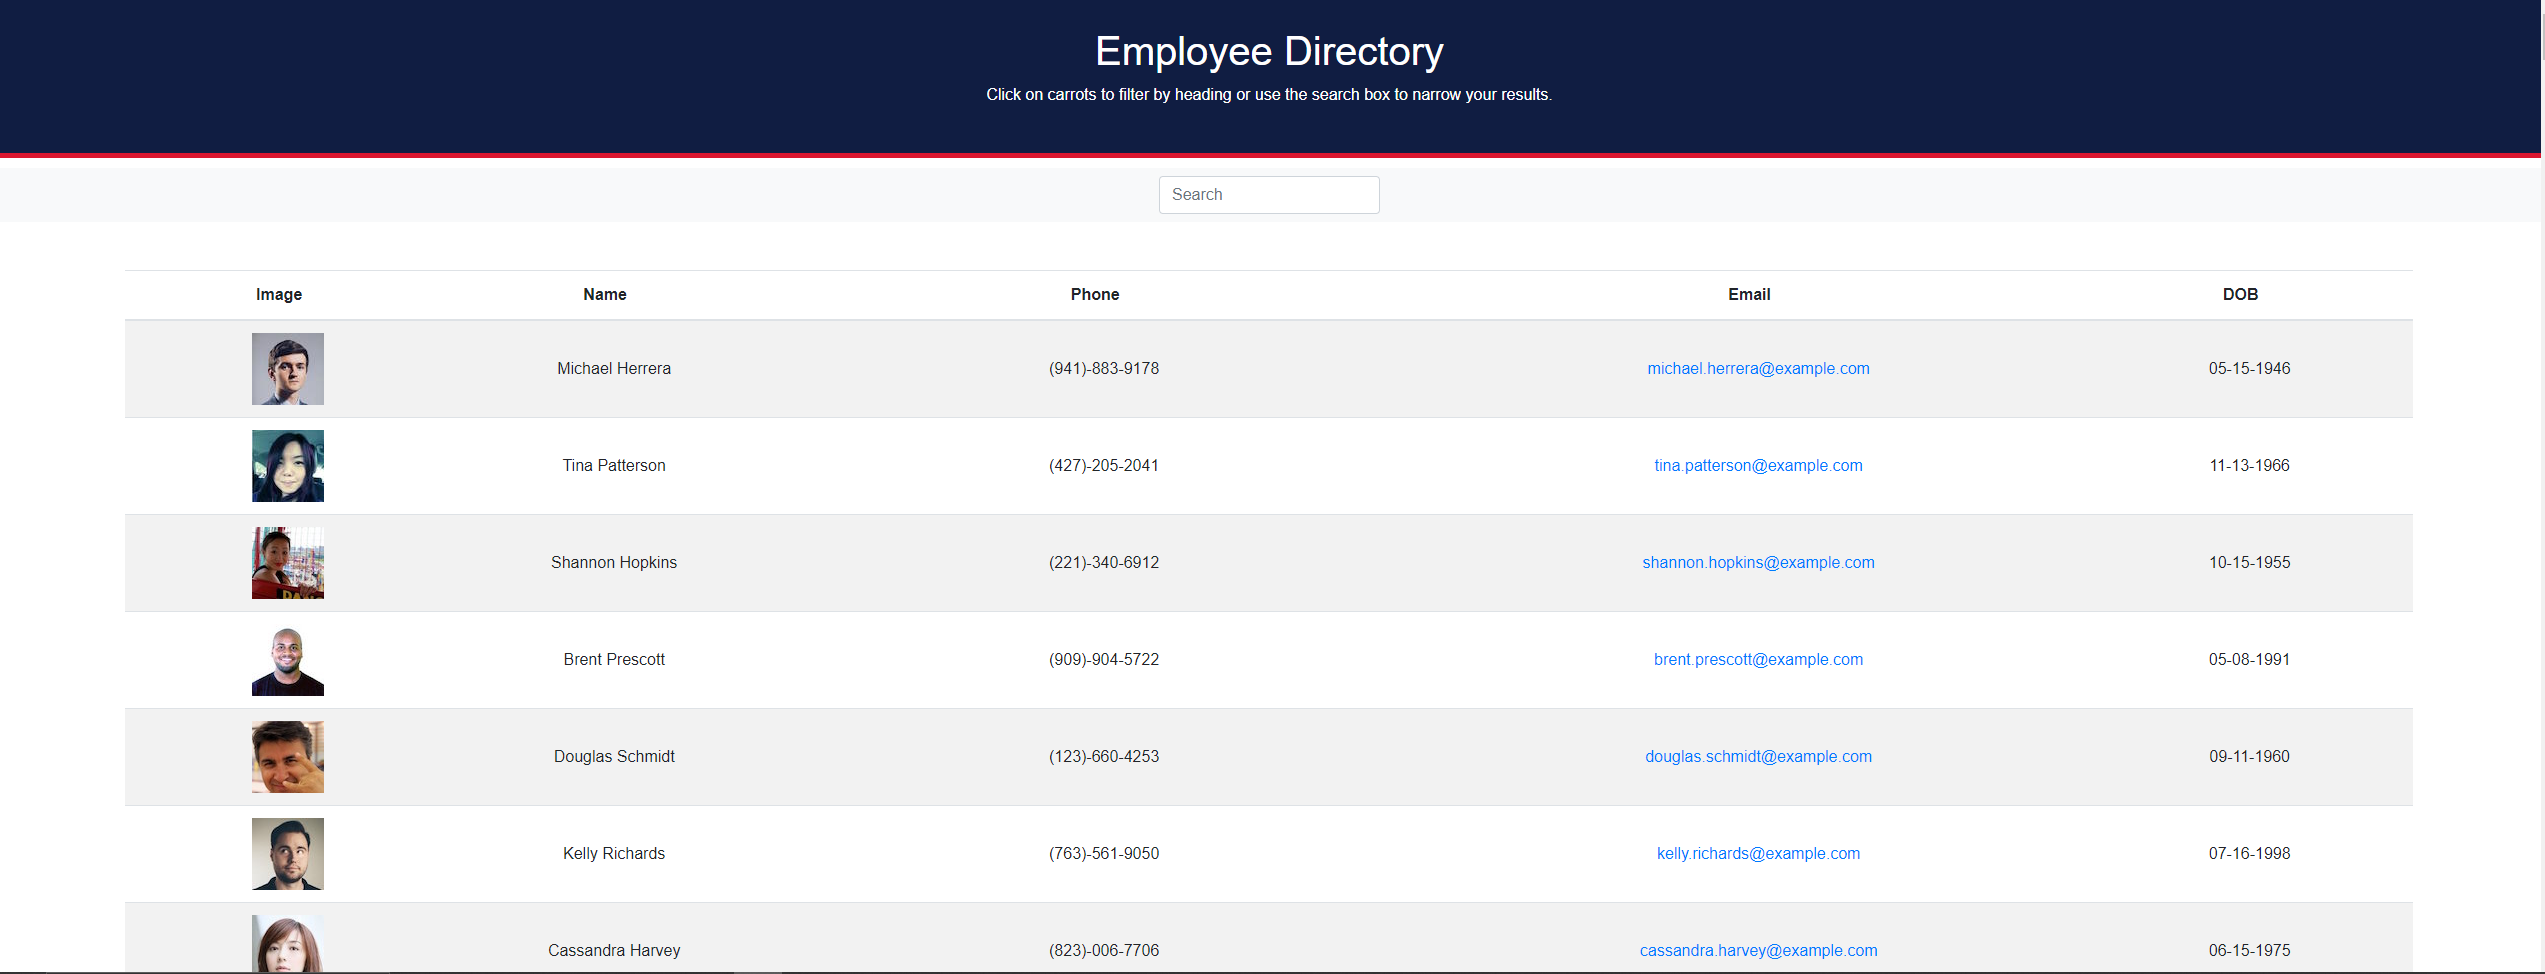 Employee Directory
Click on carrots to filter by heading or use the search box to narrow your results.
Search
Image Name Phone Email DOB
Michael Herrera (941)-883-9178 michael.herrera@example.com 05-15-1946
Tina Patterson (427)-205-2041 tina.patterson@example.com 11-13-1966
Shannon Hopkins (221)-340-6912 shannon.hopkins@example.com 10-15-1955
Brent Prescott (909)-904-5722 brent.prescott@example.com 05-08-1991
Douglas Schmidt (123)-660-4253 douglas.schmidt@example.com 09-11-1960
Kelly Richards (763)-561-9050 kelly.richards@example.com 07-16-1998
Cassandra Harvey (823)-006-7706 cassandra.harvey@example.com 06-15-1975